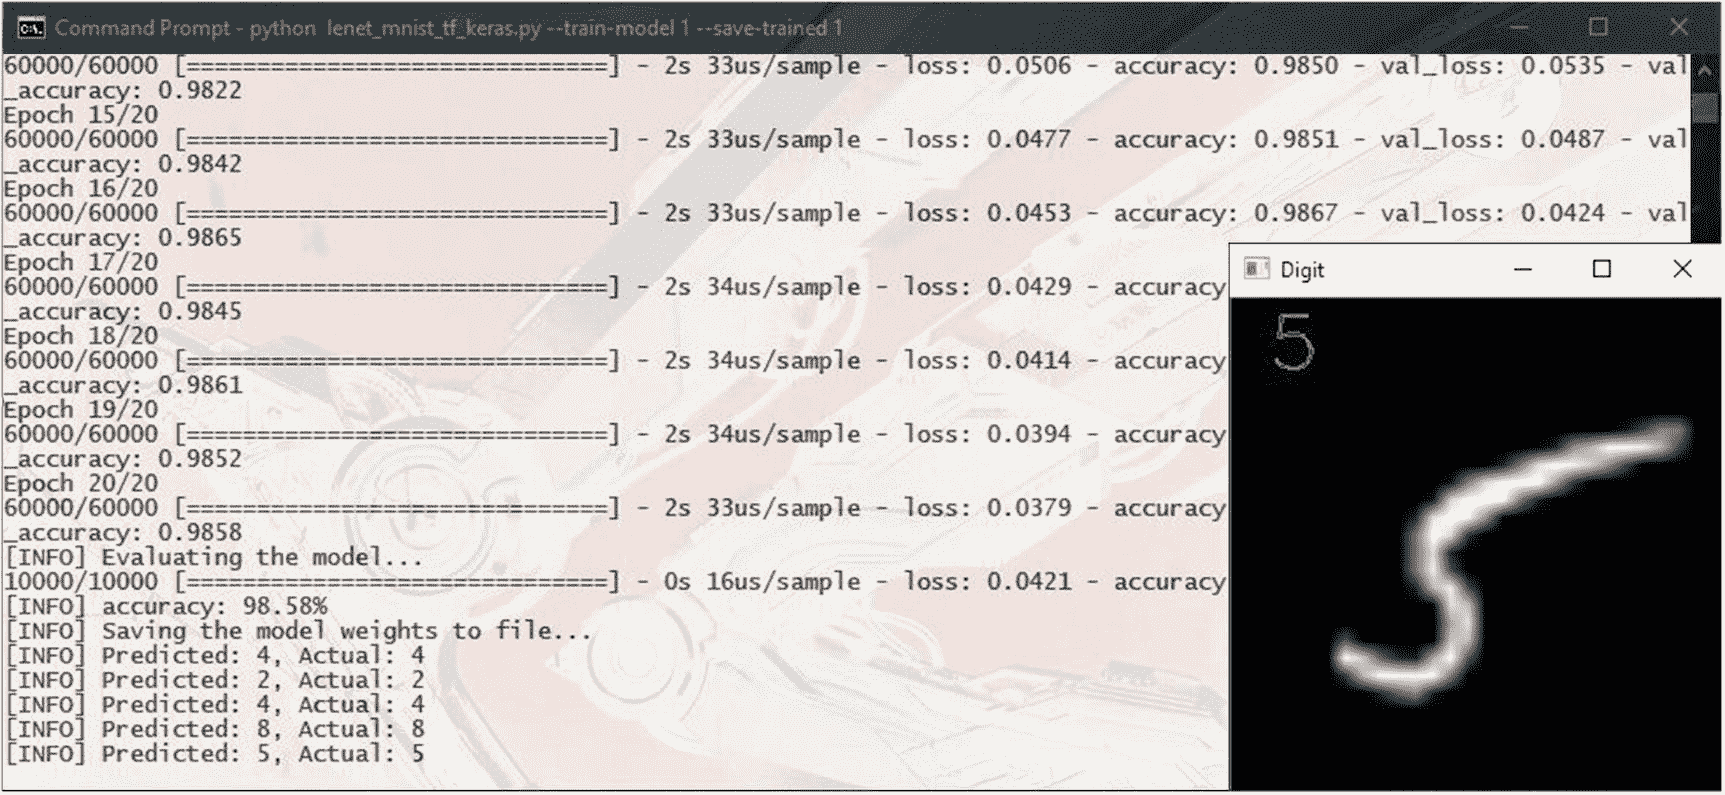 Command Prompt - python lenet_mnist_tf_keras.py --train-model 1 --save-trained 1
60000/60000 [==============================] - 2s 33us/sample - loss: 0.0506 - accuracy: 0.9850 - val_loss: 0.0535 - val
_accuracy: 0.9822
Epoch 15/20
60000/60000 [==============================] - 2s 33us/sample - loss: 0.0477 - accuracy: 0.9851 - val_loss: 0.0487 - val
_accuracy: 0.9842
Epoch 16/20
60000/60000 [==============================] - 2s 33us/sample - loss: 0.0453 - accuracy: 0.9867 - val_loss: 0.0424 - val
_accuracy: 0.9865
Epoch 17/20
60000/60000 [==============================] - 2s 34us/sample - loss: 0.0429 - accuracy
_accuracy: 0.9845
Epoch 18/20
60000/60000 [==============================] - 2s 34us/sample - loss: 0.0414 - accuracy
_accuracy: 0.9861
Epoch 19/20
60000/60000 [==============================] - 2s 34us/sample - loss: 0.0394 - accuracy
_accuracy: 0.9852
Epoch 20/20
60000/60000 [==============================] - 2s 33us/sample - loss: 0.0379 - accuracy
_accuracy: 0.9858
[INFO] Evaluating the model...
10000/10000 [==============================] - 0s 16us/sample - loss: 0.0421 - accuracy
[INFO] accuracy: 98.58%
[INFO] Saving the model weights to file...
[INFO] Predicted: 4, Actual: 4
[INFO] Predicted: 2, Actual: 2
[INFO] Predicted: 4, Actual: 4
[INFO] Predicted: 8, Actual: 8
[INFO] Predicted: 5, Actual: 5
Digit
5
5